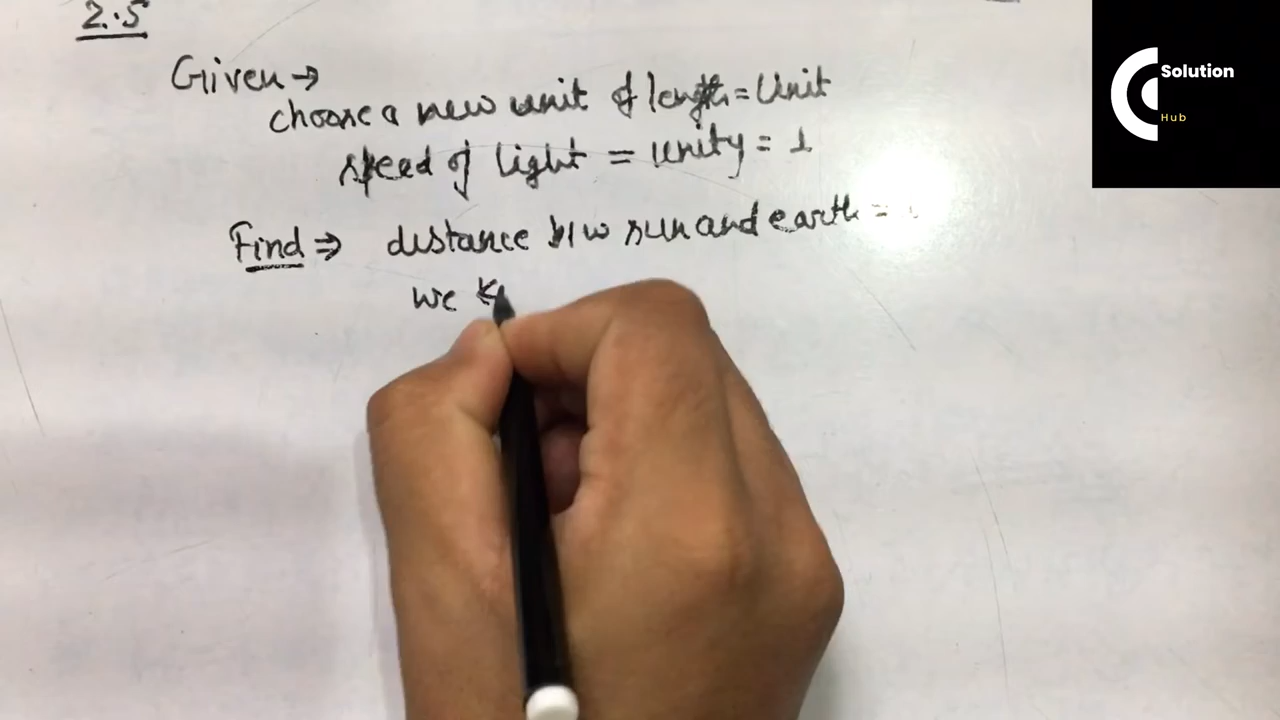 2.5
Given →
choose a new unit of length = Unit
speed of light = unity = 1
Find ⇒ distance b/w sun and earth =
we
Solution
Hub